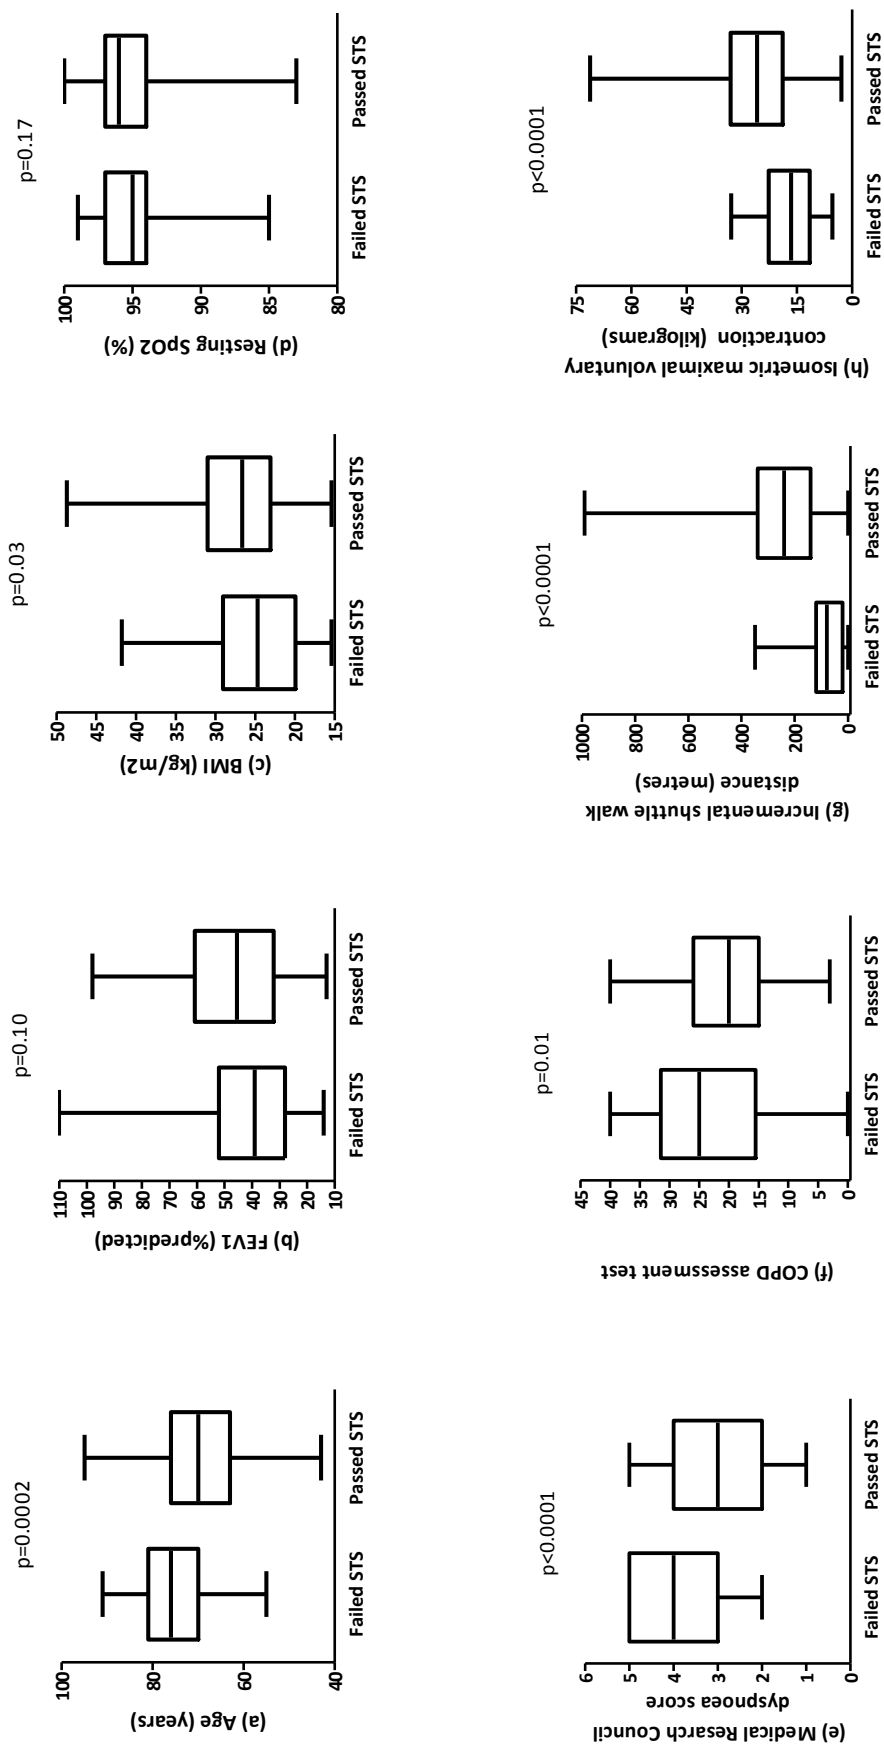 p=0.0002
(a) Age (years)
100
80
60
40
Failed STS
Passed STS
p=0.10
(b) FEV1 (%predicted)
110
100
90
80
70
60
50
40
30
20
10
Failed STS
Passed STS
p=0.03
(c) BMI (kg/m2)
50
45
40
35
30
25
20
15
Failed STS
Passed STS
p=0.17
(d) Resting SpO2 (%)
100
95
90
85
80
Failed STS
Passed STS
p<0.0001
(e) Medical Resarch Council
dyspnoea score
6
5
4
3
2
1
0
Failed STS
Passed STS
p=0.01
(f) COPD assessment test
45
40
35
30
25
20
15
10
5
0
Failed STS
Passed STS
p<0.0001
(g) Incremental shuttle walk
distance (metres)
1000
800
600
400
200
0
Failed STS
Passed STS
p<0.0001
(h) Isometric maximal voluntary
contraction (kilograms)
75
60
45
30
15
0
Failed STS
Passed STS